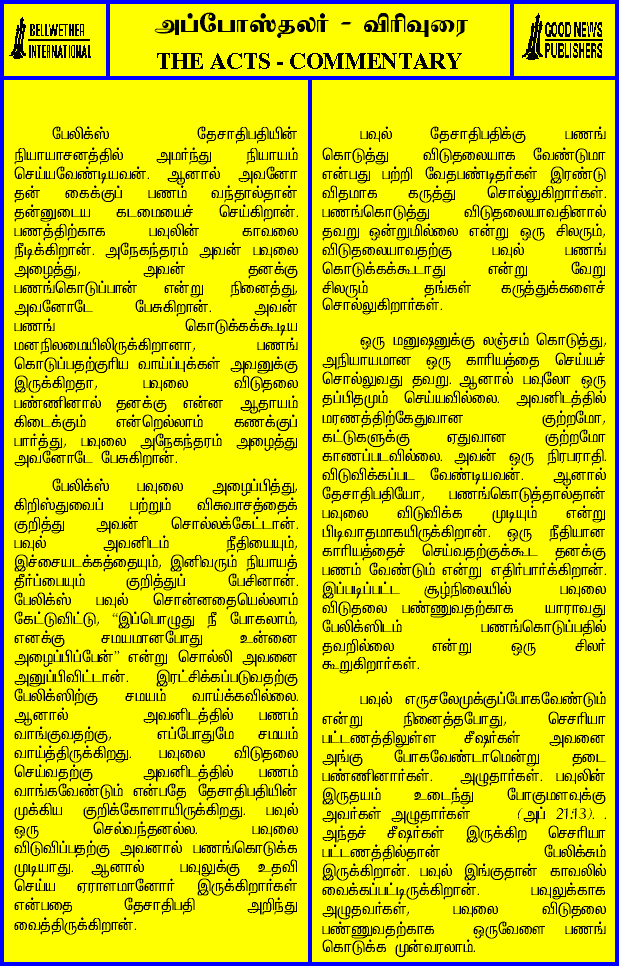 BELLWETHER
INTERNATIONAL
அப்போஸ்தலர் - விரிவுரை
THE ACTS - COMMENTARY
GOOD NEWS
PUBLISHERS
பேலிக்ஸ் தேசாதிபதியின்
நியாயாசனத்தில் அமர்ந்து நியாயம்
செய்யவேண்டியவன். ஆனால் அவனோ
தன் கைக்குப் பணம் வந்தால்தான்
தன்னுடைய கடமையைச் செய்கிறான்.
பணத்திற்காக பவுலின் காவலை
நீடிக்கிறான். அநேகந்தரம் அவன் பவுலை
அழைத்து, அவன் தனக்கு
பணங்கொடுப்பான் என்று நினைத்து,
அவனோடே பேசுகிறான். அவன்
பணங் கொடுக்கக்கூடிய
மனநிலமையிலிருக்கிறானா, பணங்
கொடுப்பதற்குரிய வாய்ப்புக்கள் அவனுக்கு
இருக்கிறதா, பவுலை விடுதலை
பண்ணினால் தனக்கு என்ன ஆதாயம்
கிடைக்கும் என்றெல்லாம் கணக்குப்
பார்த்து, பவுலை அநேகந்தரம் அழைத்து
அவனோடே பேசுகிறான்.
பேலிக்ஸ் பவுலை அழைப்பித்து,
கிறிஸ்துவைப் பற்றும் விசுவாசத்தைக்
குறித்து அவன் சொல்லக்கேட்டான்.
பவுல் அவனிடம் நீதியையும்,
இச்சையடக்கத்தையும், இனிவரும் நியாயத்
தீர்ப்பையும் குறித்துப் பேசினான்.
பேலிக்ஸ் பவுல் சொன்னதையெல்லாம்
கேட்டுவிட்டு, “இப்பொழுது நீ போகலாம்,
எனக்கு சமயமானபோது உன்னை
அழைப்பிப்பேன்” என்று சொல்லி அவனை
அனுப்பிவிட்டான். இரட்சிக்கப்படுவதற்கு
பேலிக்ஸிற்கு சமயம் வாய்க்கவில்லை.
ஆனால் அவனிடத்தில் பணம்
வாங்குவதற்கு, எப்போதுமே சமயம்
வாய்த்திருக்கிறது. பவுலை விடுதலை
செய்வதற்கு அவனிடத்தில் பணம்
வாங்கவேண்டும் என்பதே தேசாதிபதியின்
முக்கிய குறிக்கோளாயிருக்கிறது. பவுல்
ஒரு செல்வந்தனல்ல. பவுலை
விடுவிப்பதற்கு அவனால் பணங்கொடுக்க
முடியாது. ஆனால் பவுலுக்கு உதவி
செய்ய ஏராளமானோர் இருக்கிறார்கள்
என்பதை தேசாதிபதி அறிந்து
வைத்திருக்கிறான்.
பவுல் தேசாதிபதிக்கு பணங்
கொடுத்து விடுதலையாக வேண்டுமா
என்பது பற்றி வேதபண்டிதர்கள் இரண்டு
விதமாக கருத்து சொல்லுகிறார்கள்.
பணங்கொடுத்து விடுதலையாவதினால்
தவறு ஒன்றுமில்லை என்று ஒரு சிலரும்,
விடுதலையாவதற்கு பவுல் பணங்
கொடுக்கக்கூடாது என்று வேறு
சிலரும் தங்கள் கருத்துக்களைச்
சொல்லுகிறார்கள்.
ஒரு மனுஷனுக்கு லஞ்சம் கொடுத்து,
அநியாயமான ஒரு காரியத்தை செய்யச்
சொல்லுவது தவறு. ஆனால் பவுலோ ஒரு
தப்பிதமும் செய்யவில்லை. அவனிடத்தில்
மரணத்திற்கேதுவான குற்றமோ,
கட்டுகளுக்கு ஏதுவான குற்றமோ
காணப்படவில்லை. அவன் ஒரு நிரபராதி.
விடுவிக்கப்பட வேண்டியவன். ஆனால்
தேசாதிபதியோ, பணங்கொடுத்தால்தான்
பவுலை விடுவிக்க முடியும் என்று
பிடிவாதமாகயிருக்கிறான். ஒரு நீதியான
காரியத்தைச் செய்வதற்குக்கூட தனக்கு
பணம் வேண்டும் என்று எதிர்பார்க்கிறான்.
இப்படிப்பட்ட சூழ்நிலையில் பவுலை
விடுதலை பண்ணுவதற்காக யாராவது
பேலிக்ஸிடம் பணங்கொடுப்பதில்
தவறில்லை என்று ஒரு சிலர்
கூறுகிறார்கள்.
பவுல் எருசலேமுக்குப்போகவேண்டும்
என்று நினைத்தபோது, செசரியா
பட்டணத்திலுள்ள சீஷர்கள் அவனை
அங்கு போகவேண்டாமென்று தடை
பண்ணினார்கள். அழுதார்கள். பவுலின்
இருதயம் உடைந்து போகுமளவுக்கு
அவர்கள் அழுதார்கள் (அப் 21:13). .
அந்தச் சீஷர்கள் இருக்கிற செசரியா
பட்டணத்தில்தான் பேலிக்சும்
இருக்கிறான். பவுல் இங்குதான் காவலில்
வைக்கப்பட்டிருக்கிறான். பவுலுக்காக
அழுதவர்கள், பவுலை விடுதலை
பண்ணுவதற்காக ஒருவேளை பணங்
கொடுக்க முன்வரலாம்.